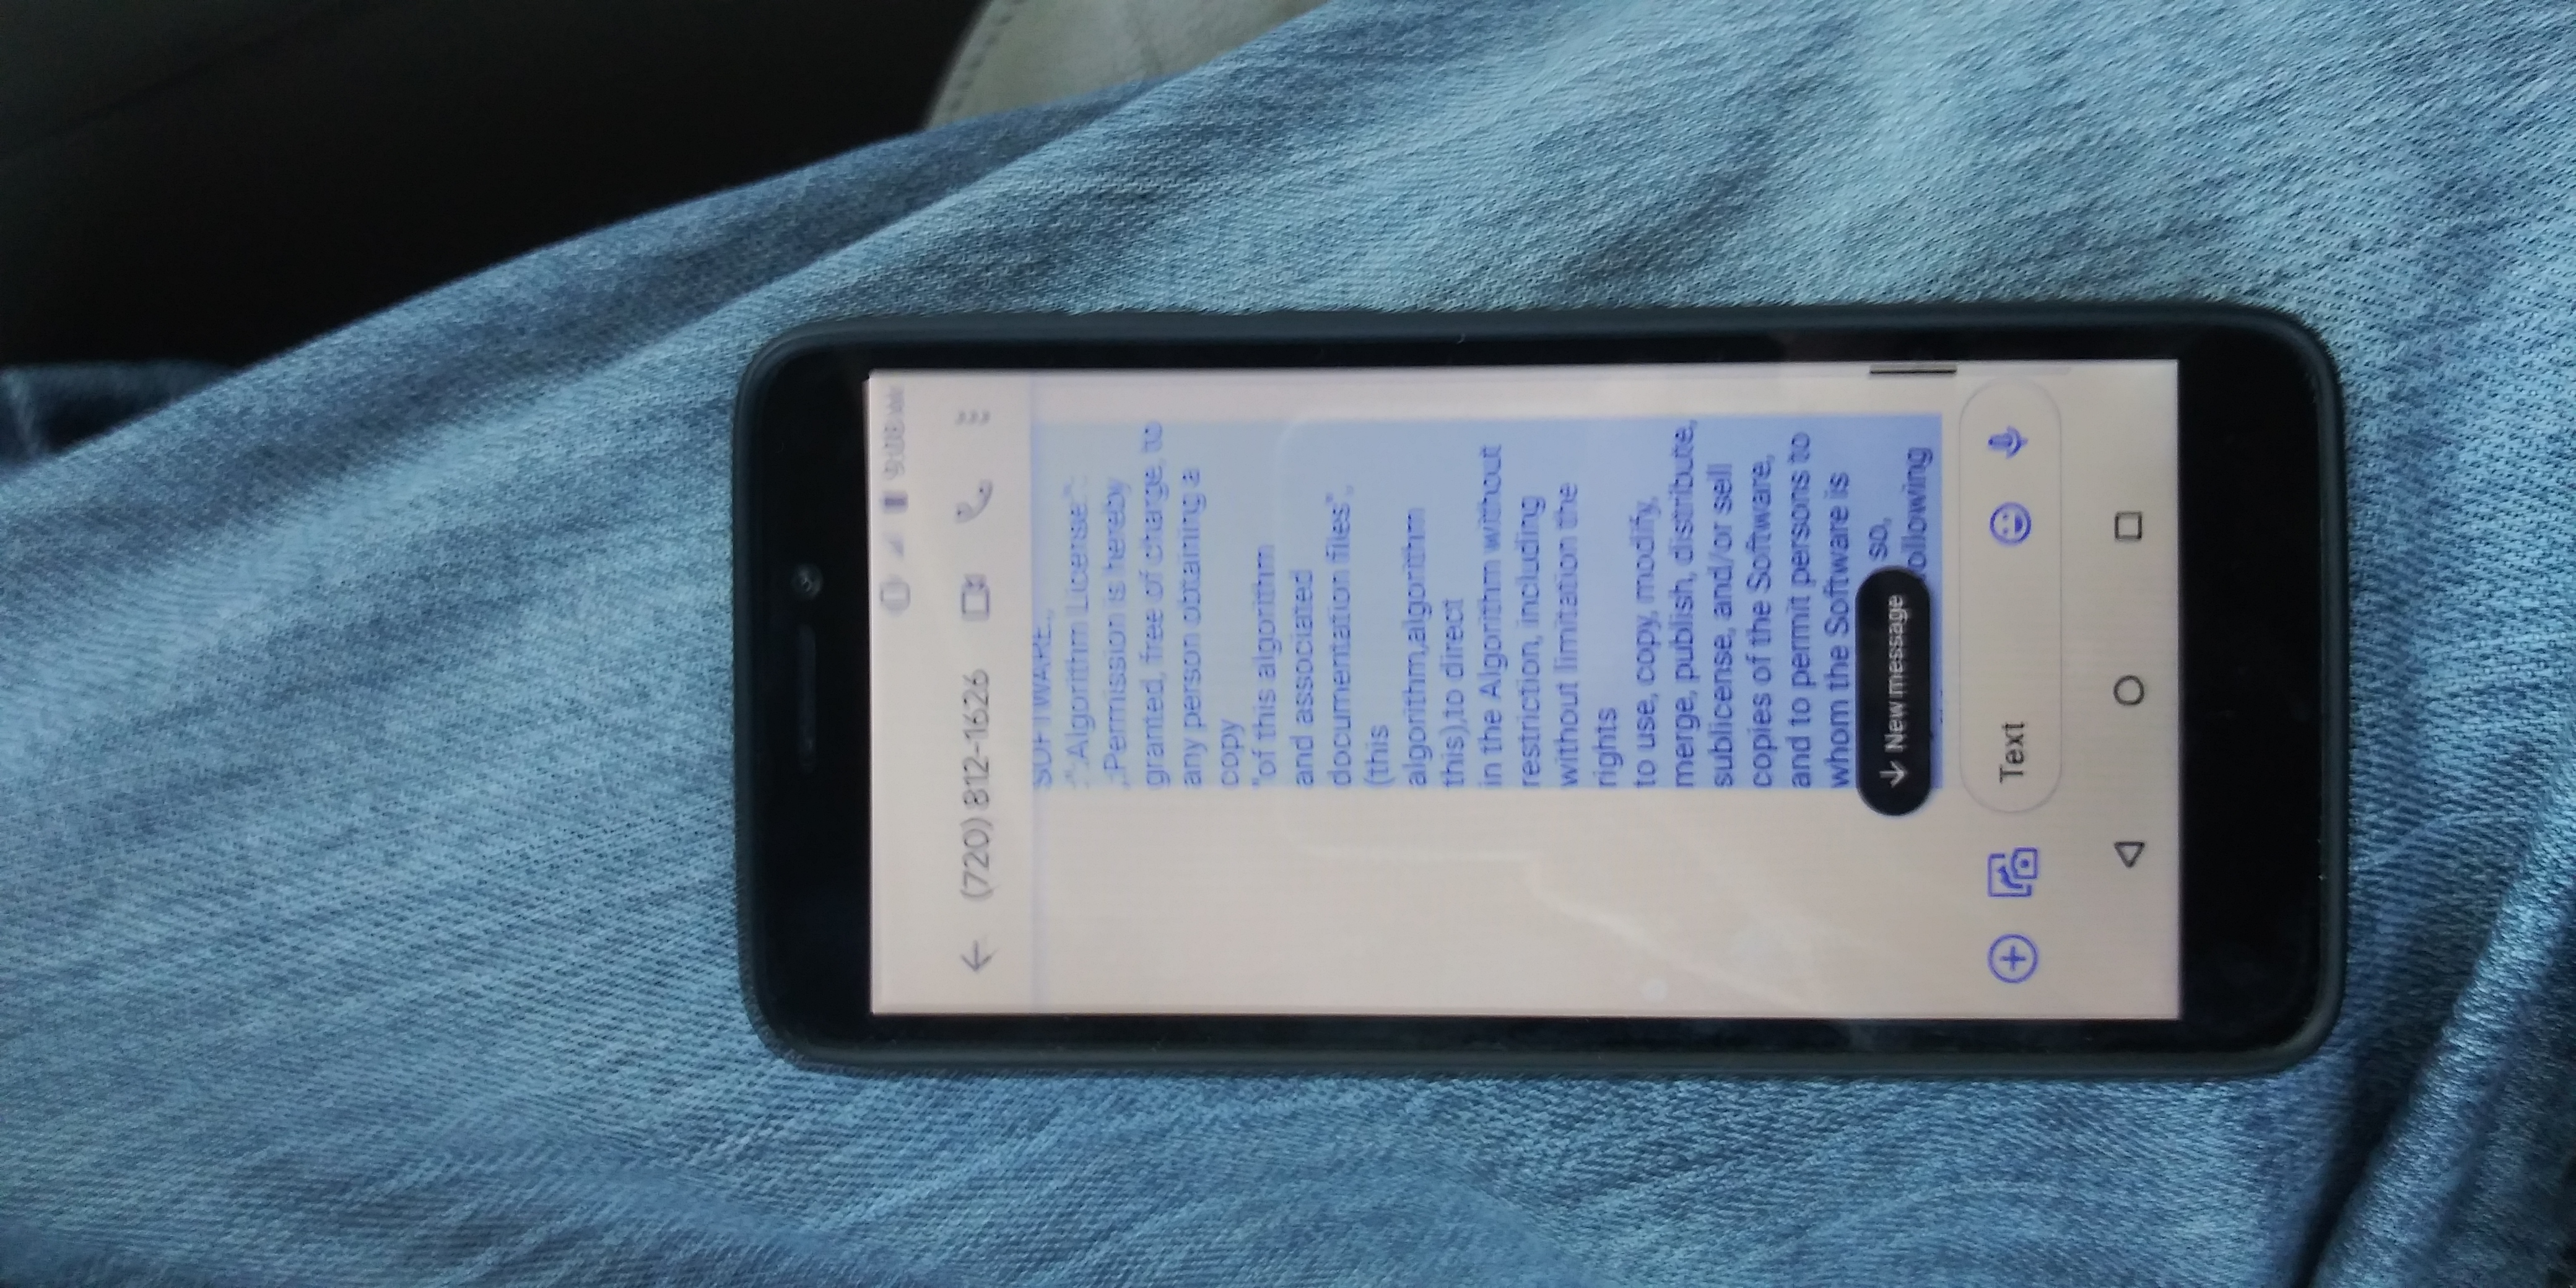 9:08 AM
(720) 812-1626
SOFTWARE.,
:":Algorithm License:":
,:Permission is hereby
granted, free of charge, to
any person obtaining a
copy
"of this algorithm
and associated
documentation files",
(this
algorithm,algorithm
this),to direct
in the Algorithm without
restriction, including
without limitation the
rights
to use, copy, modify,
merge, publish, distribute,
sublicense, and/or sell
copies of the Software,
and to permit persons to
whom the Software is
so,
following
New message
Text